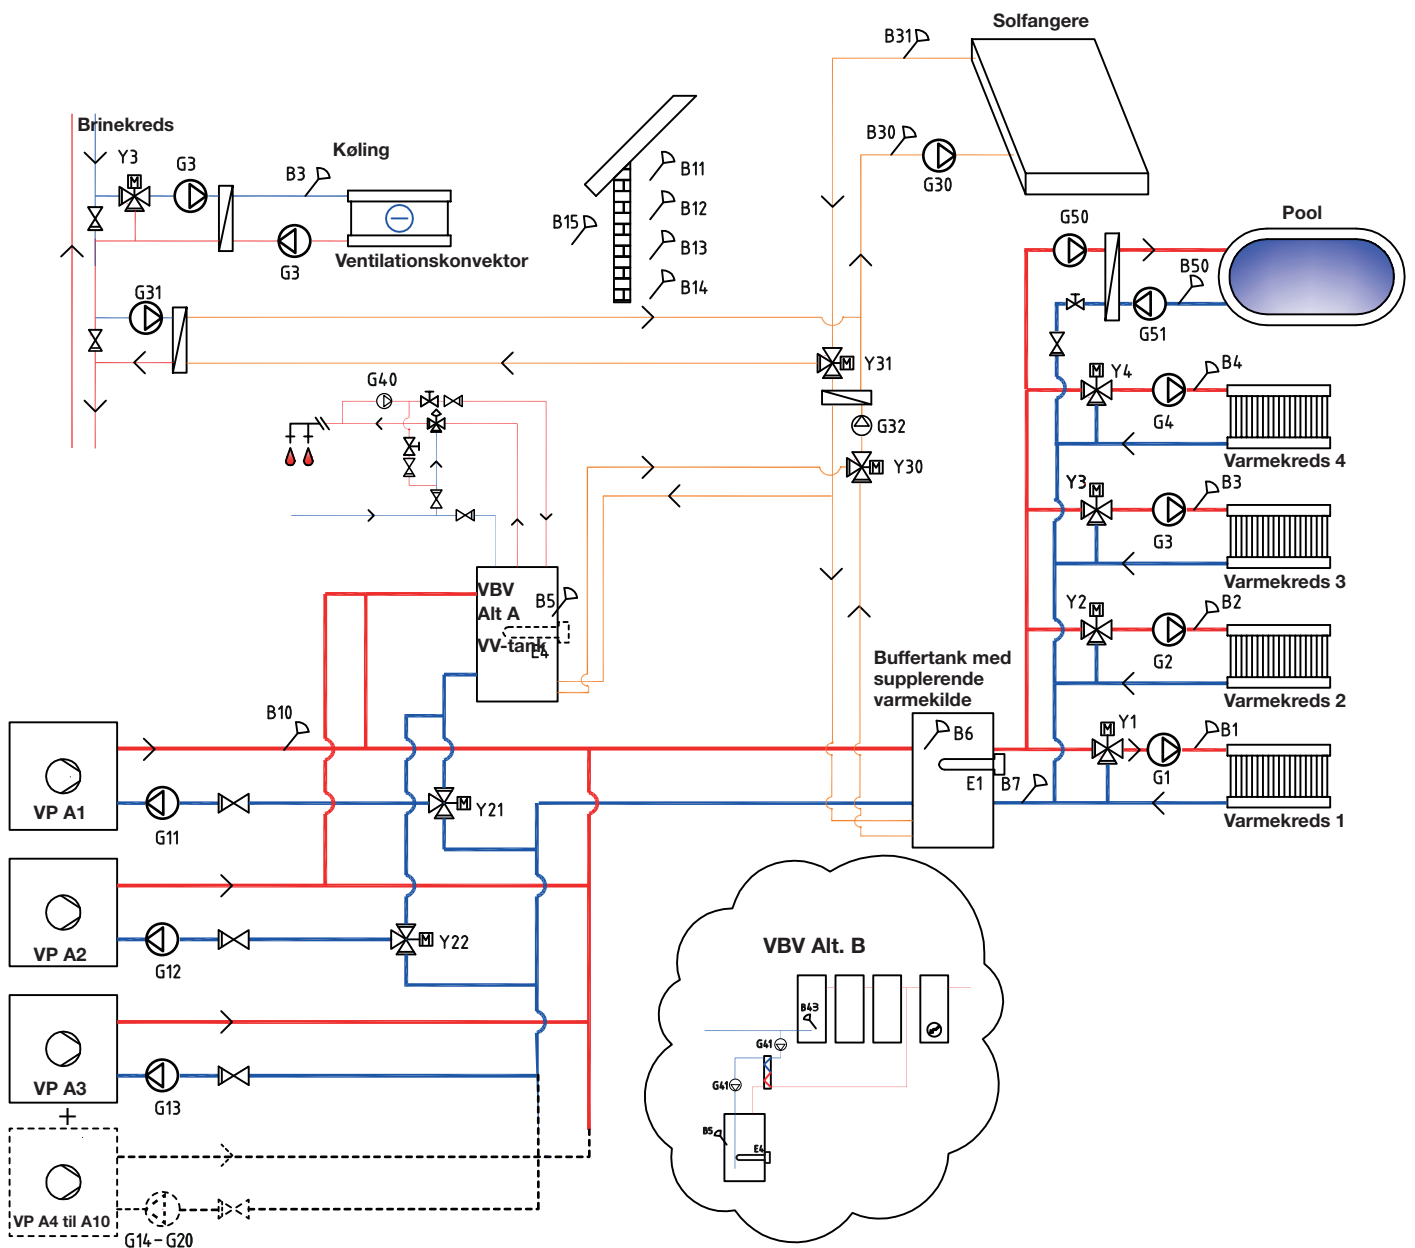 Solfangere
B31
Brinekreds
Y3
G3
Køling
B3
B11
B12
B13
B14
B15
B30
G30
G3
Ventilationskonvektor
G50
Pool
B50
G51
G31
Y31
G40
G32
Y30
Y4
B4
G4
Varmekreds 4
Y3
B3
G3
Varmekreds 3
Y2
B2
G2
Varmekreds 2
VBV
Alt A
VV-tank
B5
E4
Buffertank med
supplerende
varmekilde
B6
E1
B7
Y1
B1
G1
Varmekreds 1
B10
VP A1
G11
Y21
VP A2
G12
Y22
VP A3
G13
+
VP A4 til A10
G14-G20
VBV Alt. B
B43
G41
G41
B5
E4
M
M
M
M
M
M
M
M
M